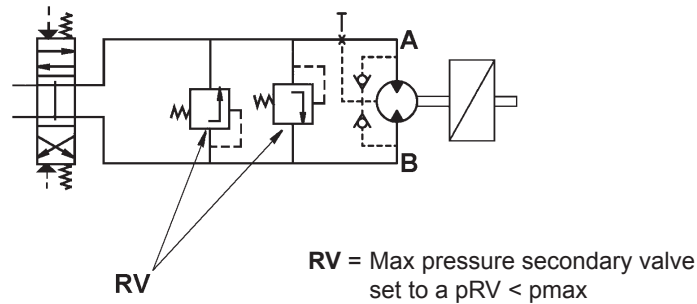 A
B
RV
RV = Max pressure secondary valve
set to a pRV < pmax